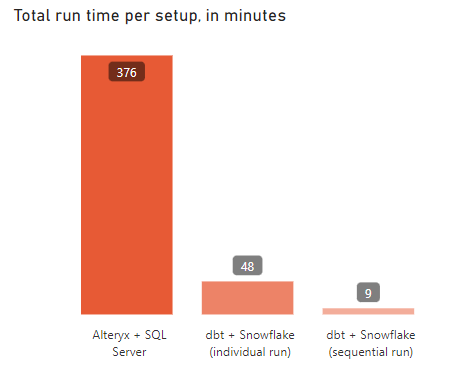 Total run time per setup, in minutes
376
48
9
Alteryx + SQL
Server
dbt + Snowflake
(individual run)
dbt + Snowflake
(sequential run)